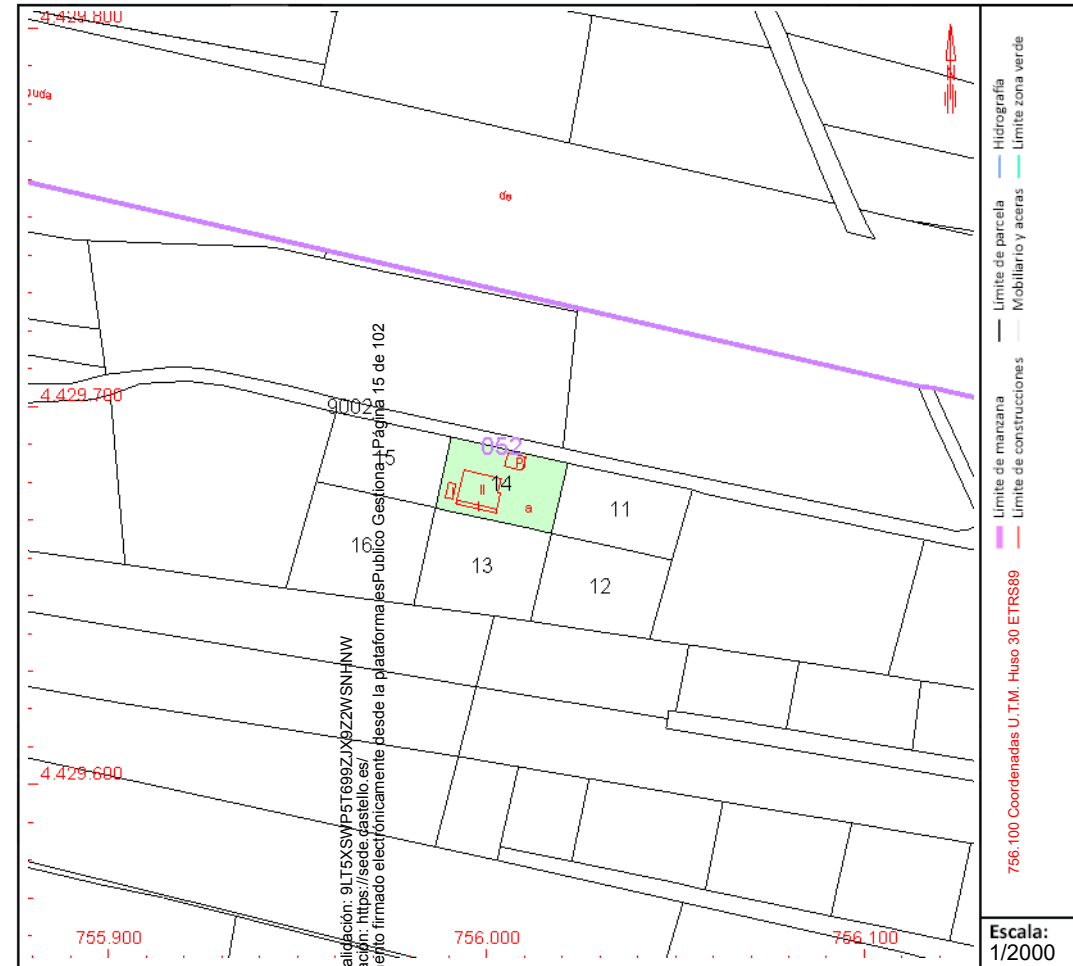 4.429.800
de
4.429.700
9002
052
15
14
P
II
I
a
11
16
13
12
4.429.600
755.900
756.000
756.100
alidación: 9LT5XSWP5T699ZJX9Z2WSNHNW
ación: https://sede.castello.es/
ento firmado electrónicamente desde la plataforma esPublico Gestiona | Página 15 de 102
N
Hidrografía
Límite zona verde
Límite de parcela
Mobiliario y aceras
Límite de manzana
Límite de construcciones
756.100 Coordenadas U.T.M. Huso 30 ETRS89
Escala:
1/2000